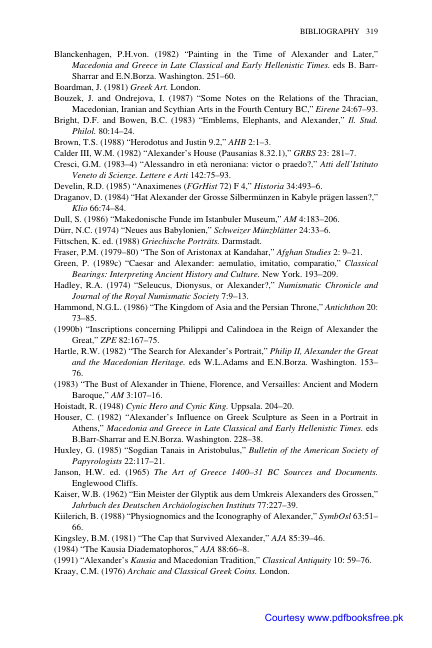 BIBLIOGRAPHY 319
Blanckenhagen, P.H.von. (1982) “Painting in the Time of Alexander and Later,”
Macedonia and Greece in Late Classical and Early Hellenistic Times. eds B. Barr-
Sharrar and E.N.Borza. Washington. 251–60.
Boardman, J. (1981) Greek Art. London.
Bouzek, J. and Ondrejova, I. (1987) “Some Notes on the Relations of the Thracian,
Macedonian, Iranian and Scythian Arts in the Fourth Century BC,” Eirene 24:67–93.
Bright, D.F. and Bowen, B.C. (1983) “Emblems, Elephants, and Alexander,” Il. Stud.
Philol. 80:14–24.
Brown, T.S. (1988) “Herodotus and Justin 9.2,” AHB 2:1–3.
Calder III, W.M. (1982) “Alexander’s House (Pausanias 8.32.1),” GRBS 23: 281–7.
Cresci, G.M. (1983–4) “Alessandro in età neroniana: victor o praedo?,” Atti dell’Istituto
Veneto di Scienze. Lettere e Arti 142:75–93.
Develin, R.D. (1985) “Anaximenes (FGrHist 72) F 4,” Historia 34:493–6.
Draganov, D. (1984) “Hat Alexander der Grosse Silbermünzen in Kabyle prägen lassen?,”
Klio 66:74–84.
Dull, S. (1986) “Makedonische Funde im Istanbuler Museum,” AM 4:183–206.
Dürr, N.C. (1974) “Neues aus Babylonien,” Schweizer Münzblätter 24:33–6.
Fittschen, K. ed. (1988) Griechische Porträts. Darmstadt.
Fraser, P.M. (1979–80) “The Son of Aristonax at Kandahar,” Afghan Studies 2: 9–21.
Green, P. (1989c) “Caesar and Alexander: aemulatio, imitatio, comparatio,” Classical
Bearings: Interpreting Ancient History and Culture. New York. 193–209.
Hadley, R.A. (1974) “Seleucus, Dionysus, or Alexander?,” Numismatic Chronicle and
Journal of the Royal Numismatic Society 7:9–13.
Hammond, N.G.L. (1986) “The Kingdom of Asia and the Persian Throne,” Antichthon 20:
73–85.
(1990b) “Inscriptions concerning Philippi and Calindoea in the Reign of Alexander the
Great,” ZPE 82:167–75.
Hartle, R.W. (1982) “The Search for Alexander’s Portrait,” Philip II, Alexander the Great
and the Macedonian Heritage. eds W.L.Adams and E.N.Borza. Washington. 153–
76.
(1983) “The Bust of Alexander in Thiene, Florence, and Versailles: Ancient and Modern
Baroque,” AM 3:107–16.
Hoistadt, R. (1948) Cynic Hero and Cynic King. Uppsala. 204–20.
Houser, C. (1982) “Alexander’s Influence on Greek Sculpture as Seen in a Portrait in
Athens,” Macedonia and Greece in Late Classical and Early Hellenistic Times. eds
B.Barr-Sharrar and E.N.Borza. Washington. 228–38.
Huxley, G. (1985) “Sogdian Tanais in Aristobulus,” Bulletin of the American Society of
Papyrologists 22:117–21.
Janson, H.W. ed. (1965) The Art of Greece 1400–31 BC Sources and Documents.
Englewood Cliffs.
Kaiser, W.B. (1962) “Ein Meister der Glyptik aus dem Umkreis Alexanders des Grossen,”
Jahrbuch des Deutschen Archäologischen Instituts 77:227–39.
Kiilerich, B. (1988) “Physiognomics and the Iconography of Alexander,” SymbOsl 63:51–
66.
Kingsley, B.M. (1981) “The Cap that Survived Alexander,” AJA 85:39–46.
(1984) “The Kausia Diadematophoros,” AJA 88:66–8.
(1991) “Alexander’s Kausia and Macedonian Tradition,” Classical Antiquity 10: 59–76.
Kraay, C.M. (1976) Archaic and Classical Greek Coins. London.
Courtesy www.pdfbooksfree.pk